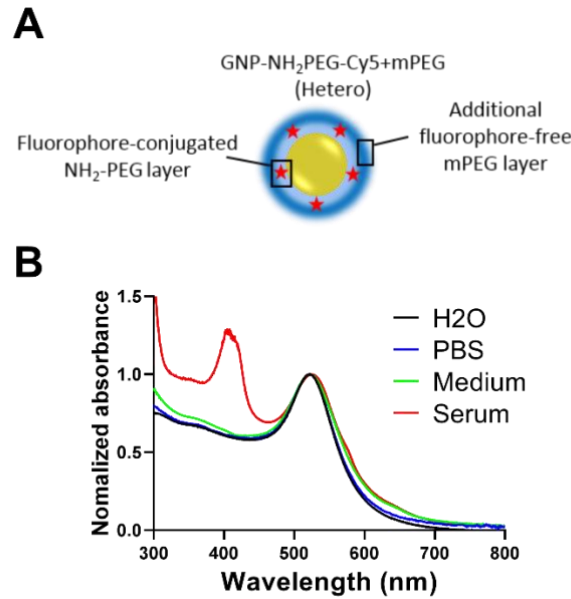 A
GNP-NH₂PEG-Cy5+mPEG
(Hetero)
Fluorophore-conjugated
NH₂-PEG layer
Additional
fluorophore-free
mPEG layer
B
Nomalized absorbance
1.5
1.0
0.5
0.0
H2O
PBS
Medium
Serum
300 400 500 600 700 800
Wavelength (nm)